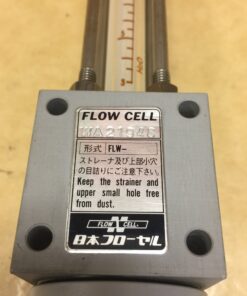 FLOW CELL
形式 FLW-
ストレーナ及び上部小穴
の目詰りにご注意下さい。
Keep the strainer and
upper small hole free
from dust.
FLOW CELL
日本フローセル